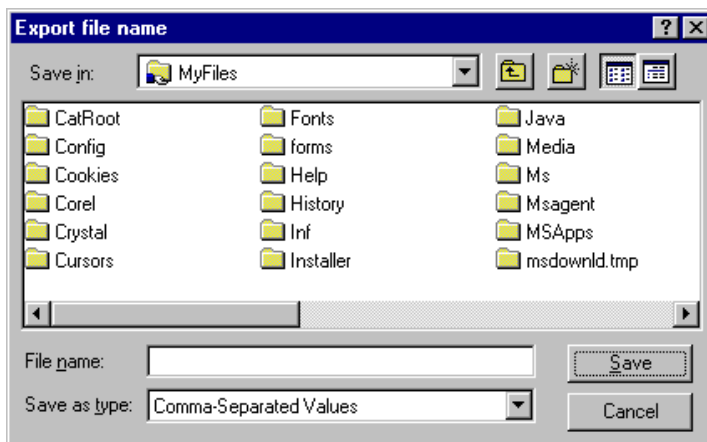 Export file name
Save in: MyFiles
CatRoot Fonts Java
Config forms Media
Cookies Help Ms
Corel History Msagent
Crystal Inf MSApps
Cursors Installer msdownld.tmp
File name: Save
Save as type: Comma-Separated Values Cancel